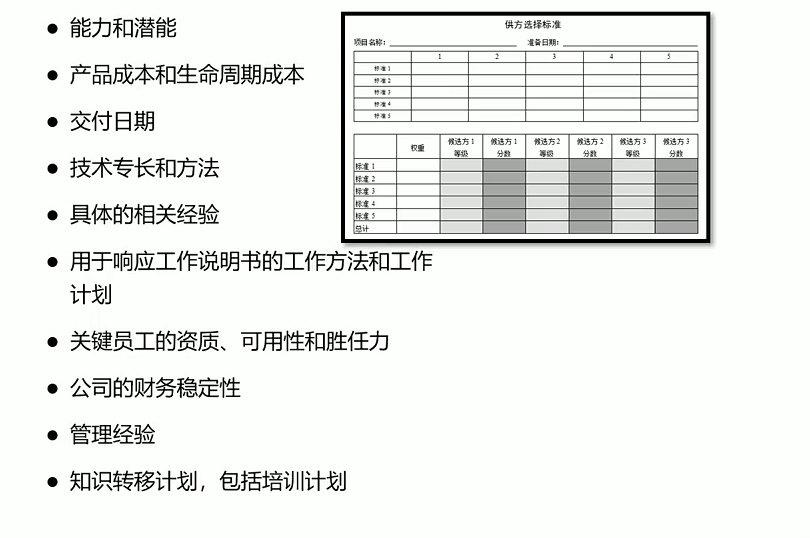 能力和潜能
产品成本和生命周期成本
交付日期
技术专长和方法
具体的相关经验
用于响应工作说明书的工作方法和工作
计划
关键员工的资质、可用性和胜任力
公司的财务稳定性
管理经验
知识转移计划，包括培训计划
供方选择标准
项目名称： 准备日期：
1 2 3 4 5
标准 1
标准 2
标准 3
标准 4
标准 5
权重 候选方 1 候选方 1 候选方 2 候选方 2 候选方 3 候选方 3
等级 分数 等级 分数 等级 分数
标准 1
标准 2
标准 3
标准 4
标准 5
总计